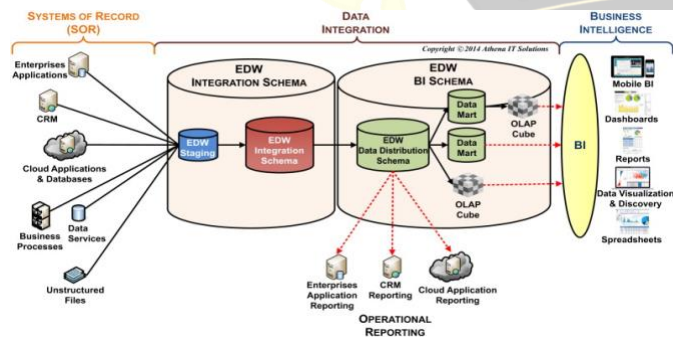 SYSTEMS OF RECORD
(SOR)
DATA
INTEGRATION
BUSINESS
INTELLIGENCE
Copyright © 2014 Athena IT Solutions
Enterprises
Applications
CRM
Cloud Applications
& Databases
Business
Processes
Data
Services
Unstructured
Files
EDW
INTEGRATION SCHEMA
EDW
Staging
EDW
Integration
Schema
EDW
BI SCHEMA
EDW
Data Distribution
Schema
Data
Mart
Data
Mart
OLAP
Cube
OLAP
Cube
Enterprises
Application
Reporting
CRM
Reporting
Cloud Application
Reporting
OPERATIONAL
REPORTING
BI
Mobile BI
Dashboards
Reports
Data Visualization
& Discovery
Spreadsheets